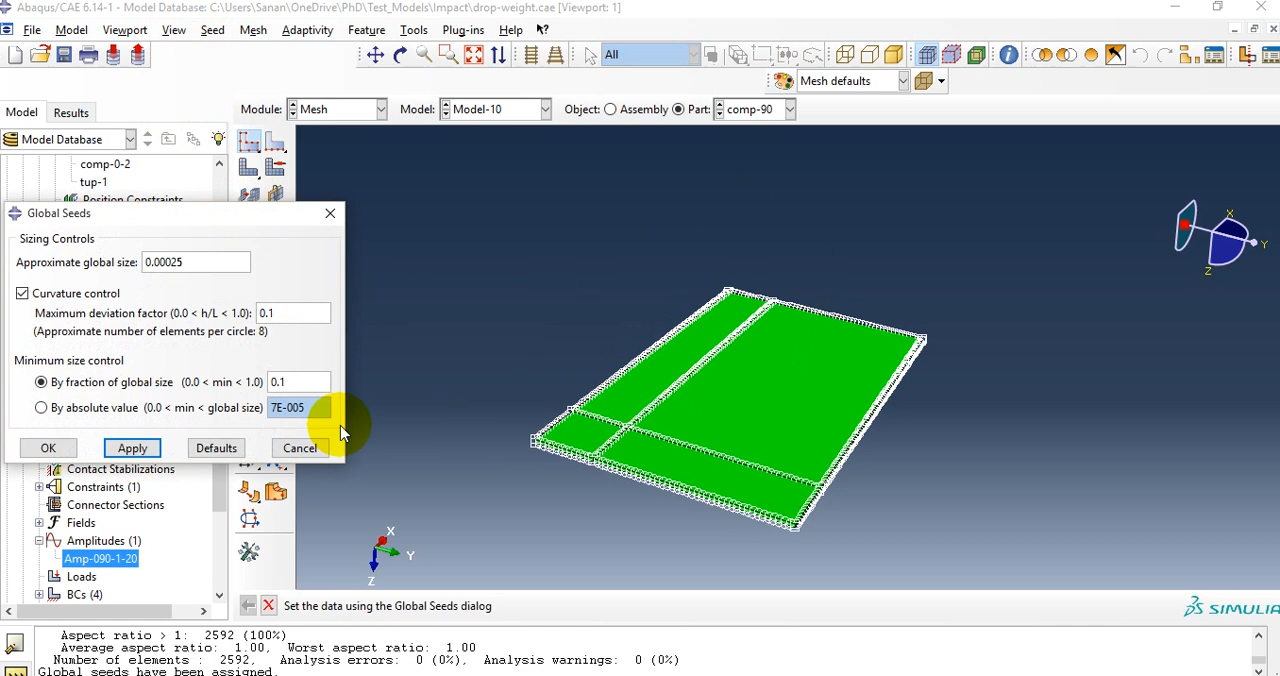 Abaqus/CAE 6.14-1 - Model Database: C:\Users\Sanan\OneDrive\PhD\Test_Models\Impact\drop-weight.cae [Viewport: 1]
File Model Viewport View Seed Mesh Adaptivity Feature Tools Plug-ins Help
All
Mesh defaults
Model Results
Module: Mesh Model: Model-10 Object: Assembly Part: comp-90
Model Database
comp-0-2
tup-1
Position Constraints
Global Seeds
Sizing Controls
Approximate global size: 0.00025
Curvature control
Maximum deviation factor (0.0 < h/L < 1.0): 0.1
(Approximate number of elements per circle: 8)
Minimum size control
By fraction of global size (0.0 < min < 1.0) 0.1
By absolute value (0.0 < min < global size) 7E-005
OK Apply Defaults Cancel
Contact Stabilizations
Constraints (1)
Connector Sections
Fields
Amplitudes (1)
Amp-090-1-20
Loads
BCs (4)
X
Y
Z
X
Y
Z
Set the data using the Global Seeds dialog
SIMULIA
Aspect ratio > 1: 2592 (100%)
Average aspect ratio: 1.00, Worst aspect ratio: 1.00
Number of elements : 2592, Analysis errors: 0 (0%), Analysis warnings: 0 (0%)
Global seeds have been assigned.